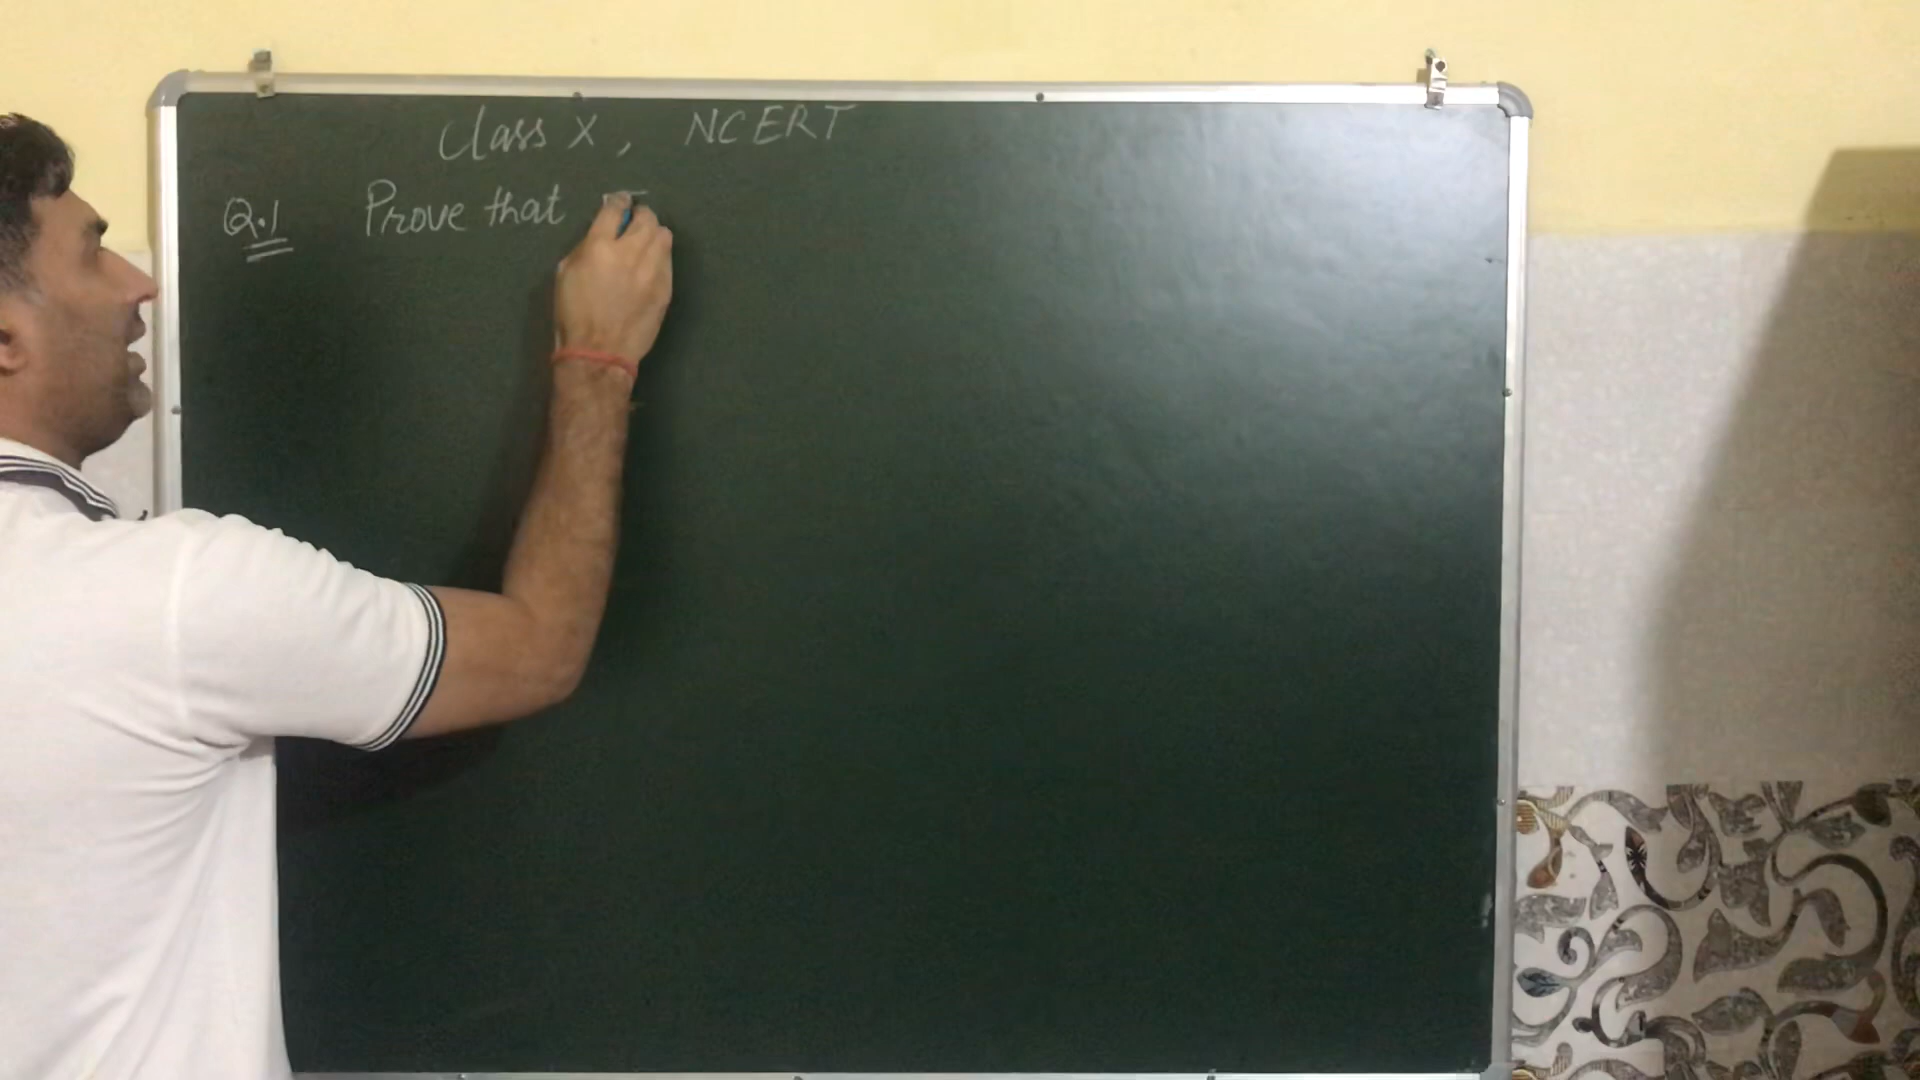 Class X, NCERT
Q.1 Prove that √